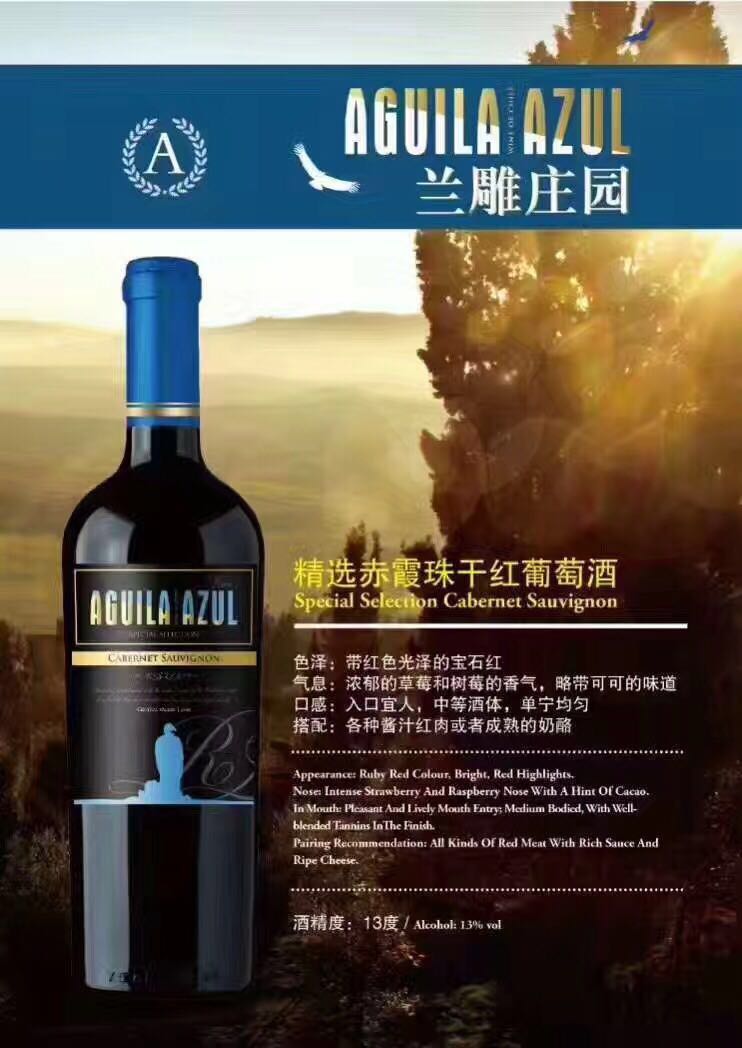 A
AGUILA AZUL
WINE OF CHILE
兰雕庄园
AGUILA AZUL
SPECIAL SELECTION
CABERNET SAUVIGNON
精选赤霞珠干红葡萄酒
Special Selection Cabernet Sauvignon
色泽：带红色光泽的宝石红
气息：浓郁的草莓和树莓的香气，略带可可的味道
口感：入口宜人，中等酒体，单宁均匀
搭配：各种酱汁红肉或者成熟的奶酪
Appearance: Ruby Red Colour, Bright, Red Highlights.
Nose: Intense Strawberry And Raspberry Nose With A Hint Of Cacao.
In Mouth: Pleasant And Lively Mouth Entry; Medium Bodied, With Well-
blended Tannins InThe Finish.
Pairing Recommendation: All Kinds Of Red Meat With Rich Sauce And
Ripe Cheese.
酒精度：13度 / Alcohol: 13% vol